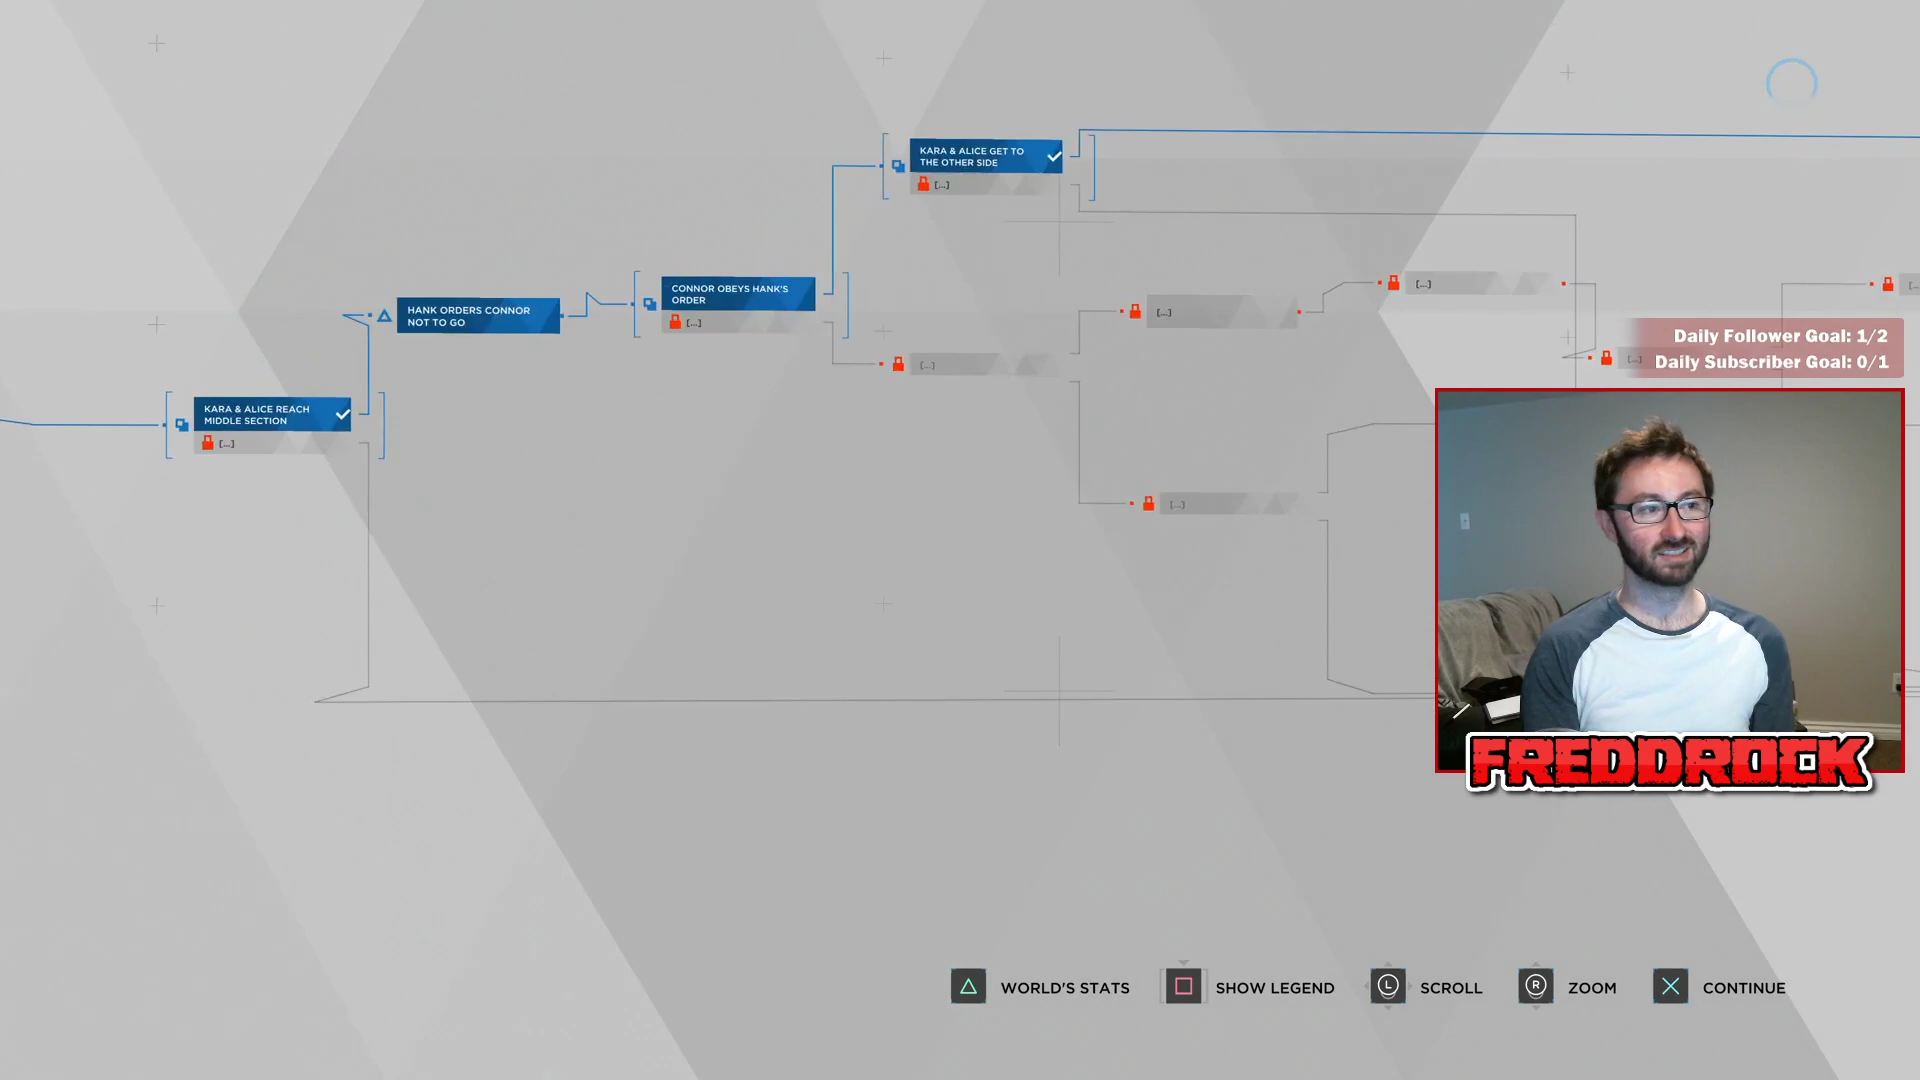 KARA & ALICE GET TO
THE OTHER SIDE
[...]
HANK ORDERS CONNOR
NOT TO GO
CONNOR OBEYS HANK'S
ORDER
[...]
[...]
[...]
[...]
[...]
KARA & ALICE REACH
MIDDLE SECTION
[...]
[...]
[...]
Daily Follower Goal: 1/2
Daily Subscriber Goal: 0/1
FREDDROCK
WORLD'S STATS
SHOW LEGEND
L
SCROLL
R
ZOOM
CONTINUE